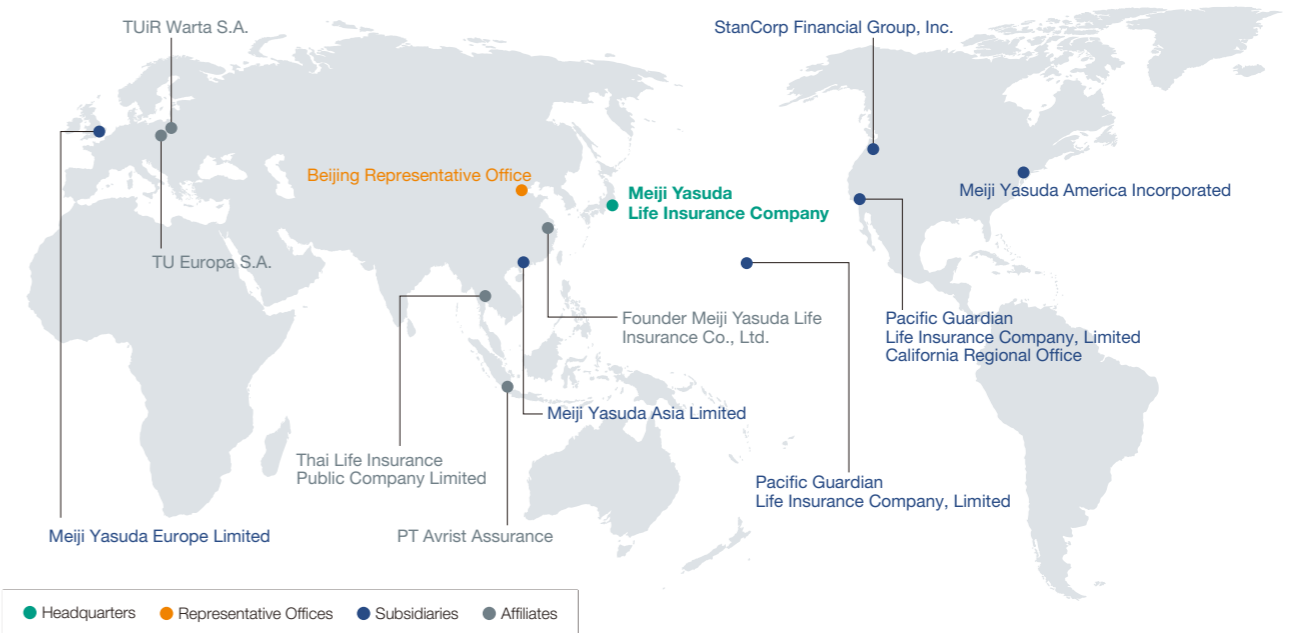 TUiR Warta S.A.
StanCorp Financial Group, Inc.
Beijing Representative Office
Meiji Yasuda
Life Insurance Company
Meiji Yasuda America Incorporated
TU Europa S.A.
Founder Meiji Yasuda Life
Insurance Co., Ltd.
Pacific Guardian
Life Insurance Company, Limited
California Regional Office
Meiji Yasuda Asia Limited
Thai Life Insurance
Public Company Limited
Pacific Guardian
Life Insurance Company, Limited
Meiji Yasuda Europe Limited
PT Avrist Assurance
Headquarters
Representative Offices
Subsidiaries
Affiliates